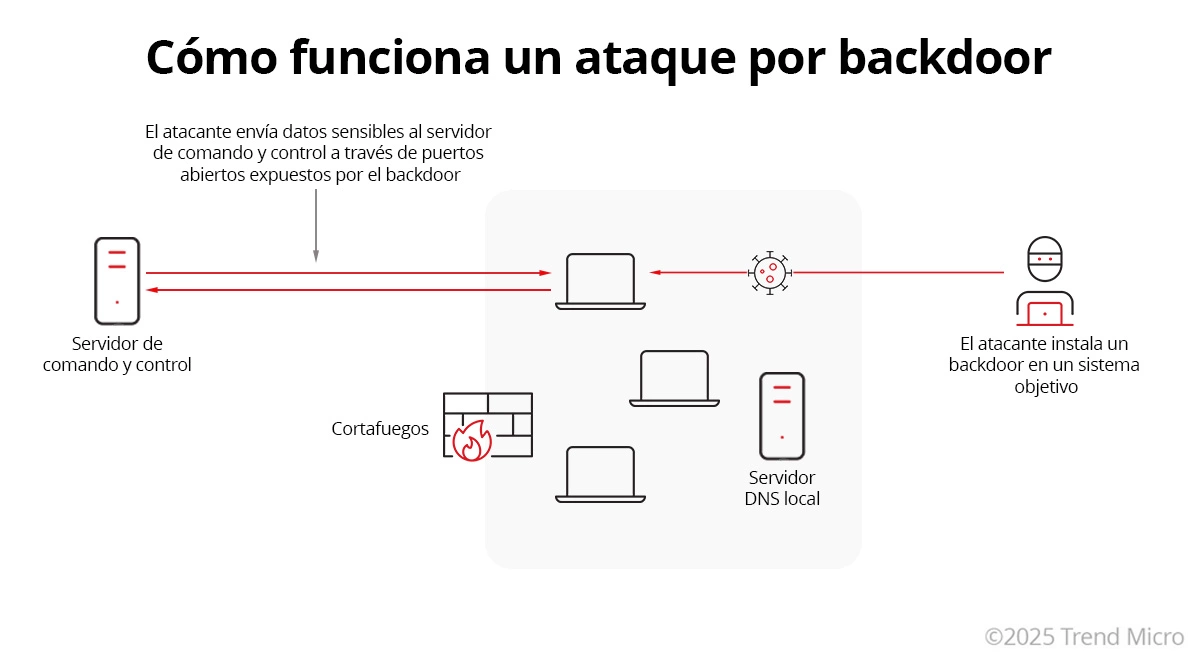 Cómo funciona un ataque por backdoor
El atacante envía datos sensibles al servidor
de comando y control a través de puertos
abiertos expuestos por el backdoor
Servidor de
comando y control
El atacante instala un
backdoor en un sistema
objetivo
Cortafuegos
Servidor
DNS local
©2025 Trend Micro